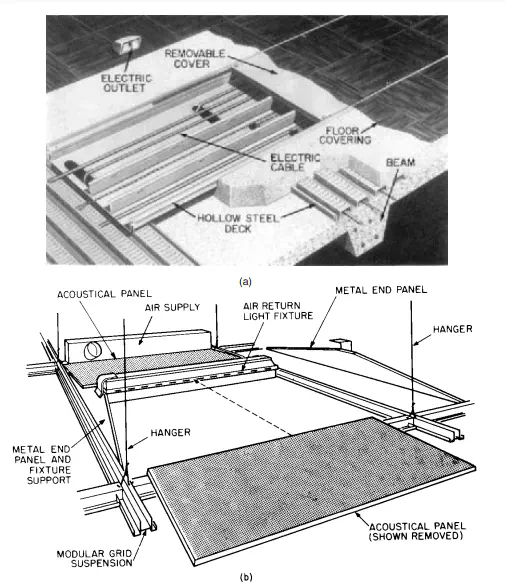 REMOVABLE
COVER
ELECTRIC
OUTLET
FLOOR
COVERING
ELECTRIC
CABLE
BEAM
HOLLOW STEEL
DECK
(a)
ACOUSTICAL PANEL
METAL END PANEL
AIR SUPPLY
AIR RETURN
LIGHT FIXTURE
HANGER
HANGER
METAL END
PANEL AND
FIXTURE
SUPPORT
ACOUSTICAL PANEL
(SHOWN REMOVED)
MODULAR GRID
SUSPENSION
(b)